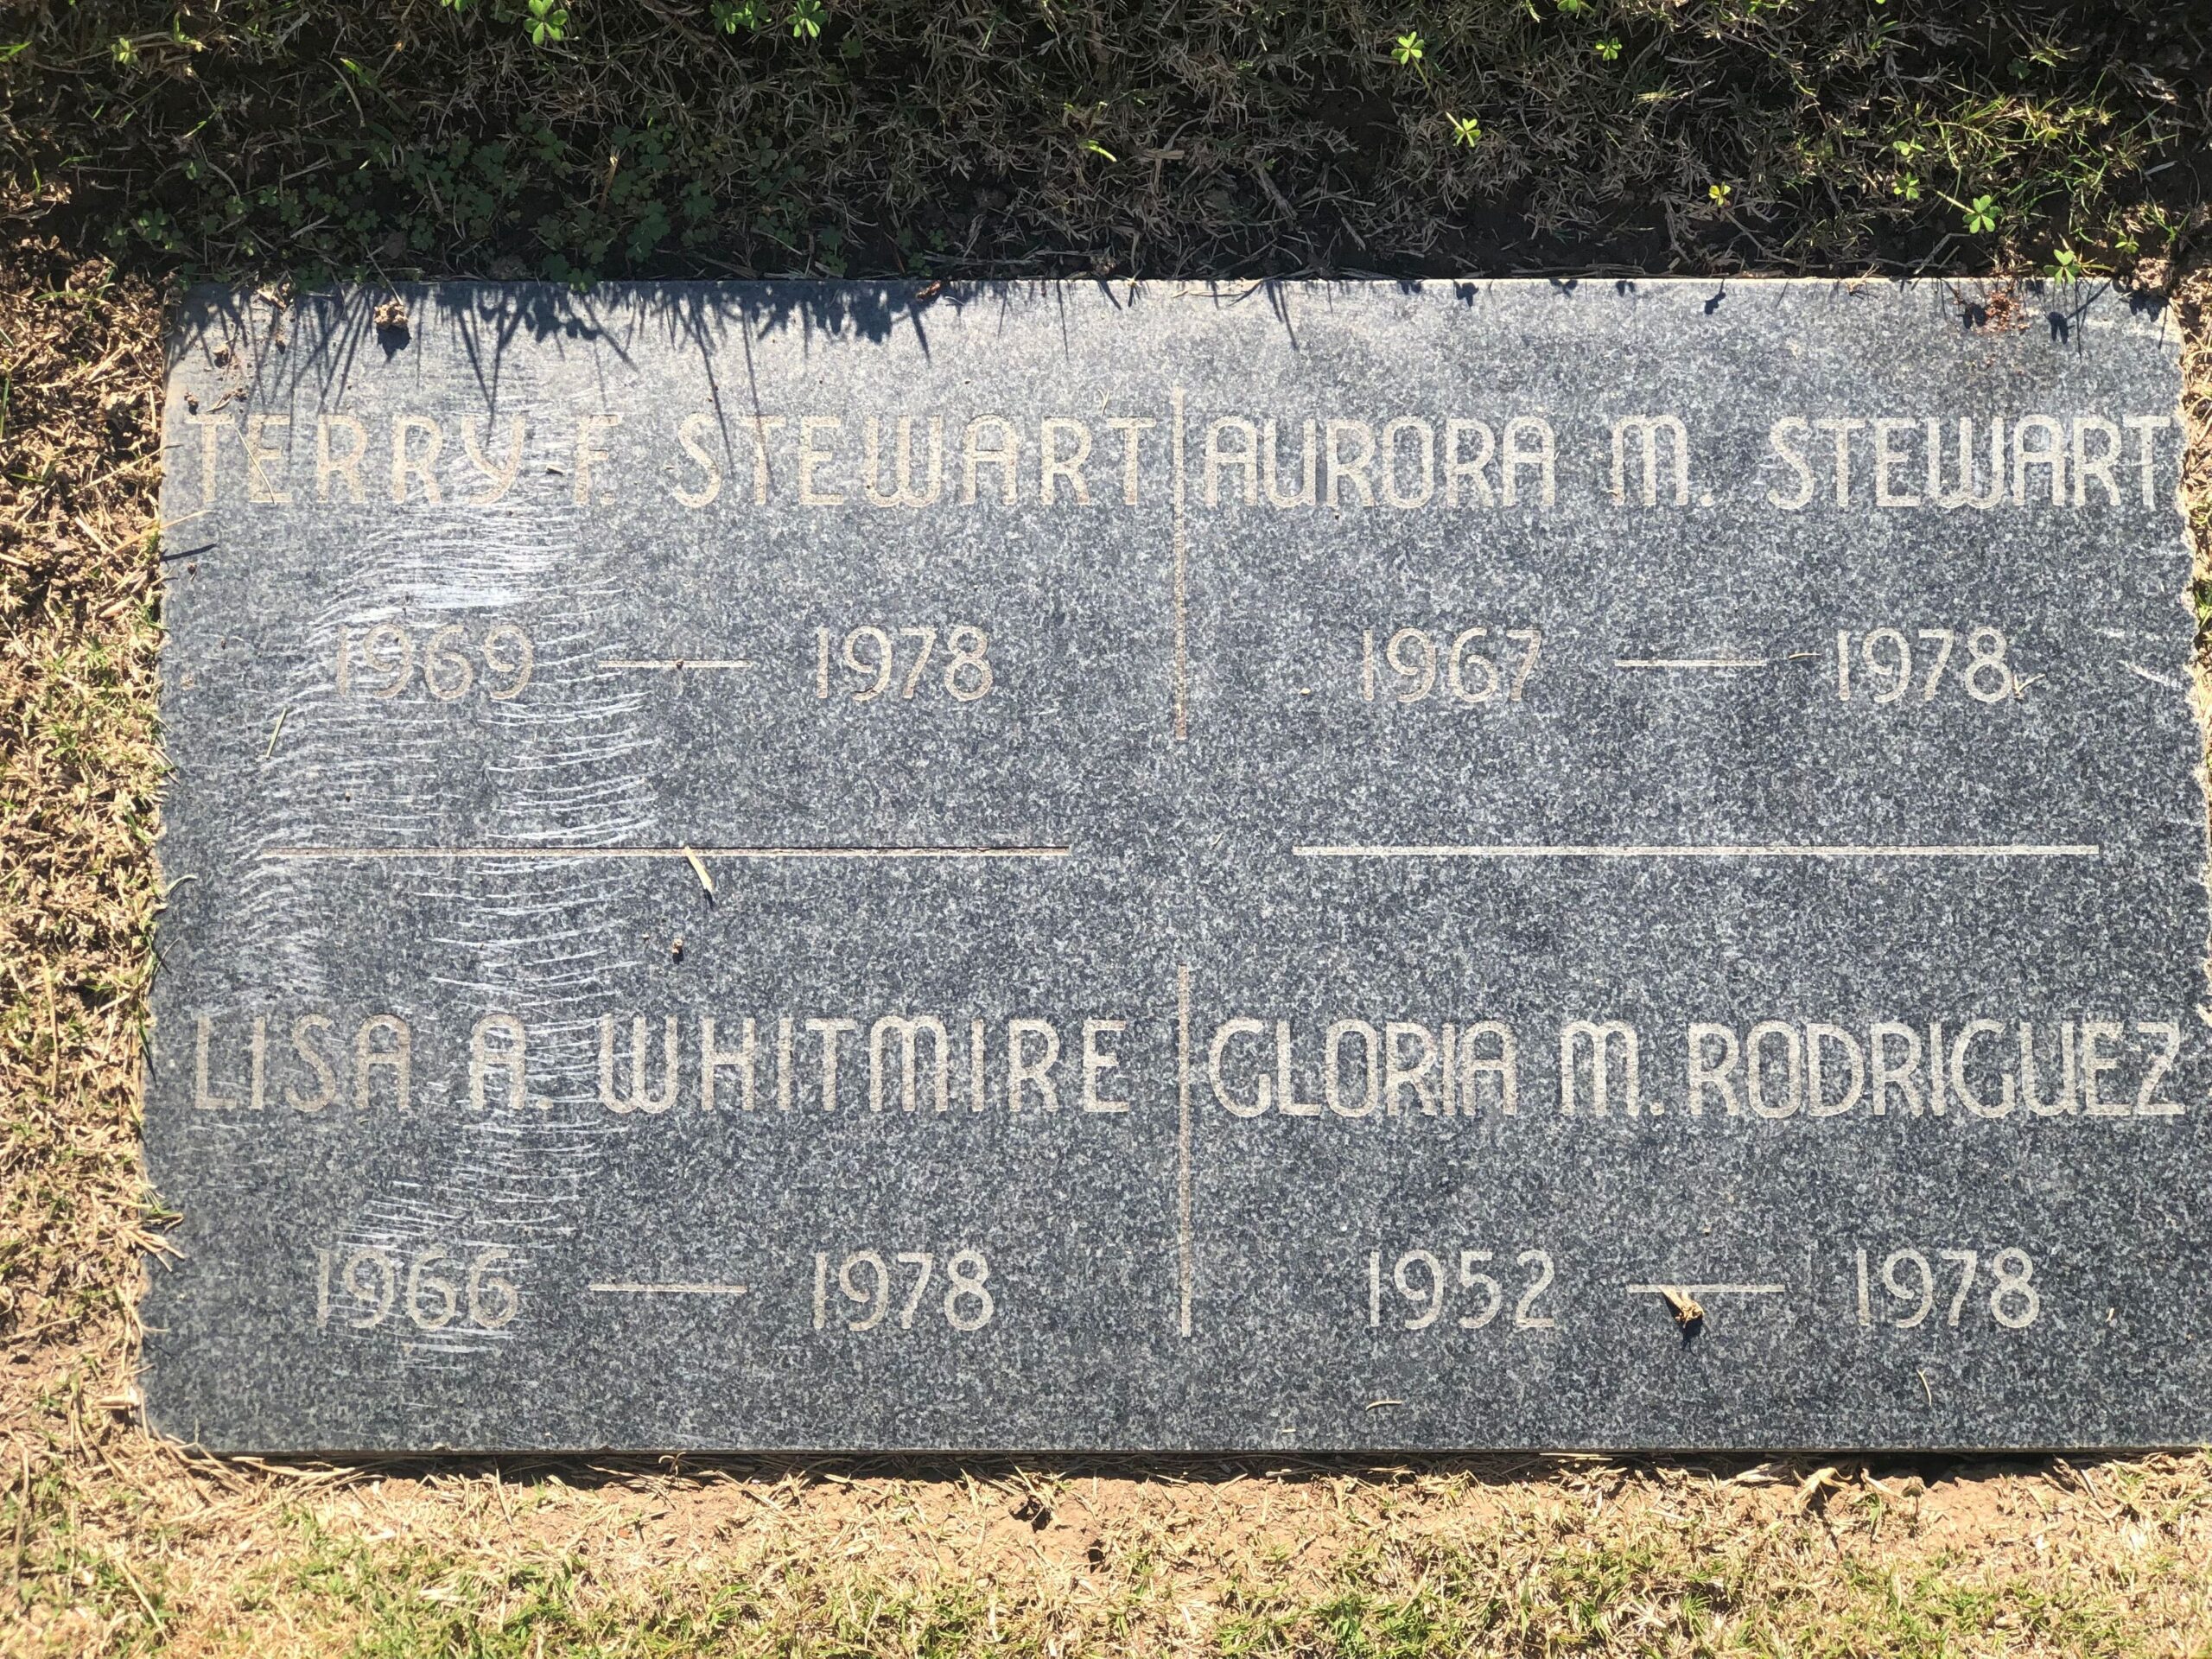 TERRY F. STEWART
1969 — 1978
AURORA M. STEWART
1967 — 1978
LISA A. WHITMIRE
1966 — 1978
GLORIA M. RODRIGUEZ
1952 — 1978